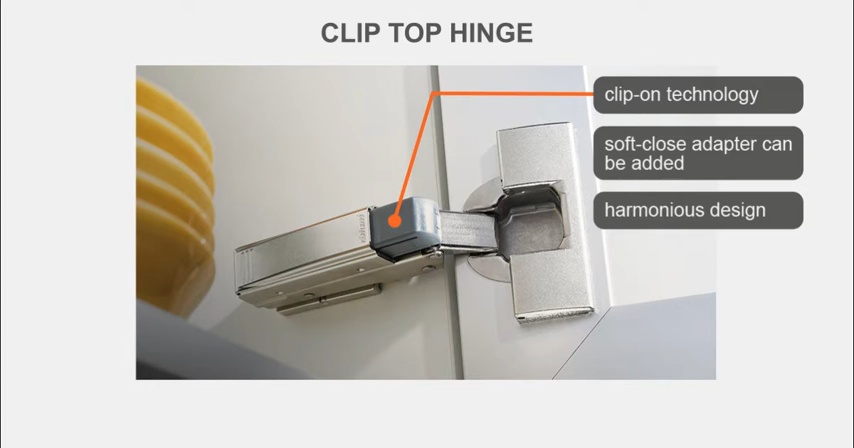 CLIP TOP HINGE
clip-on technology
soft-close adapter can
be added
harmonious design